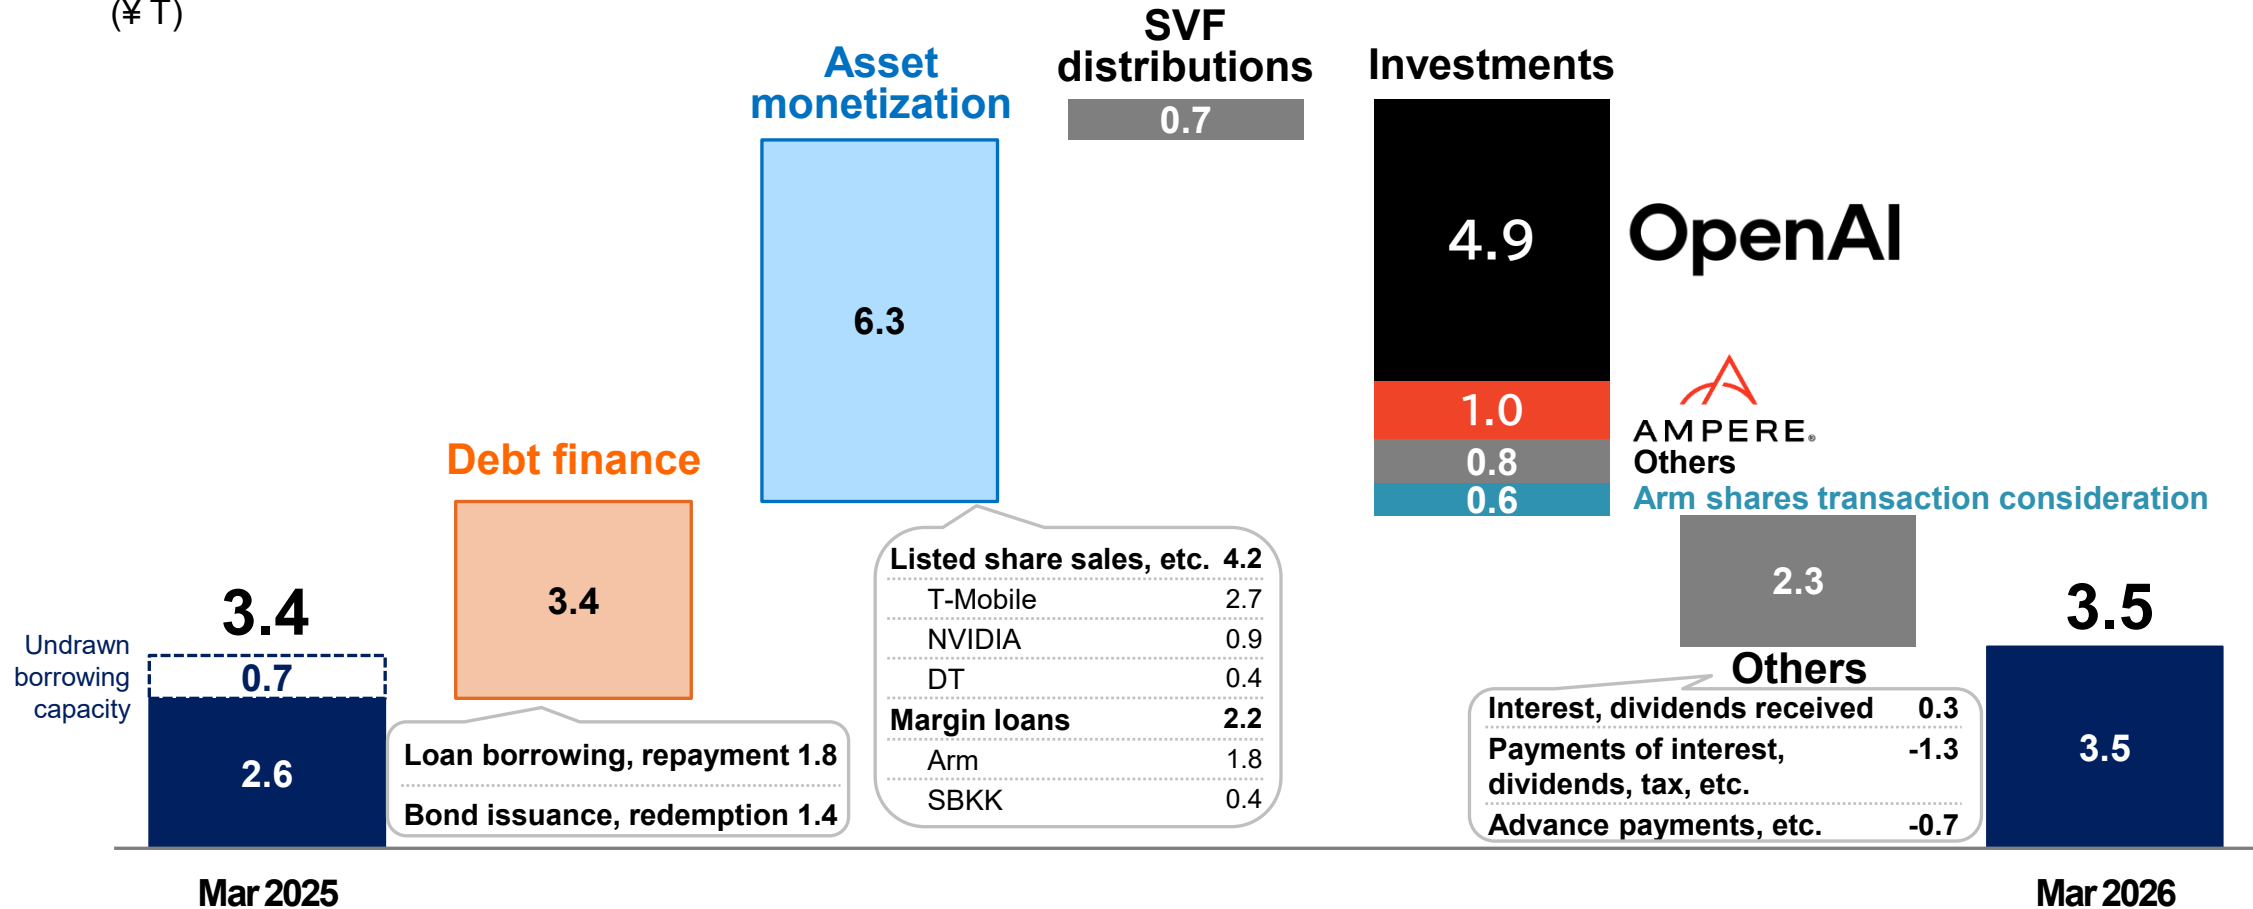 (¥ T)
Undrawn
borrowing
capacity
3.4
0.7
2.6
Mar 2025
Debt finance
3.4
Loan borrowing, repayment 1.8
Bond issuance, redemption 1.4
Asset
monetization
6.3
Listed share sales, etc. 4.2
T-Mobile 2.7
NVIDIA 0.9
DT 0.4
Margin loans 2.2
Arm 1.8
SBKK 0.4
SVF
distributions
0.7
Investments
4.9 OpenAI
1.0 AMPERE®
0.8 Others
0.6 Arm shares transaction consideration
2.3
Others
Interest, dividends received 0.3
Payments of interest, -1.3
dividends, tax, etc.
Advance payments, etc. -0.7
3.5
3.5
Mar 2026